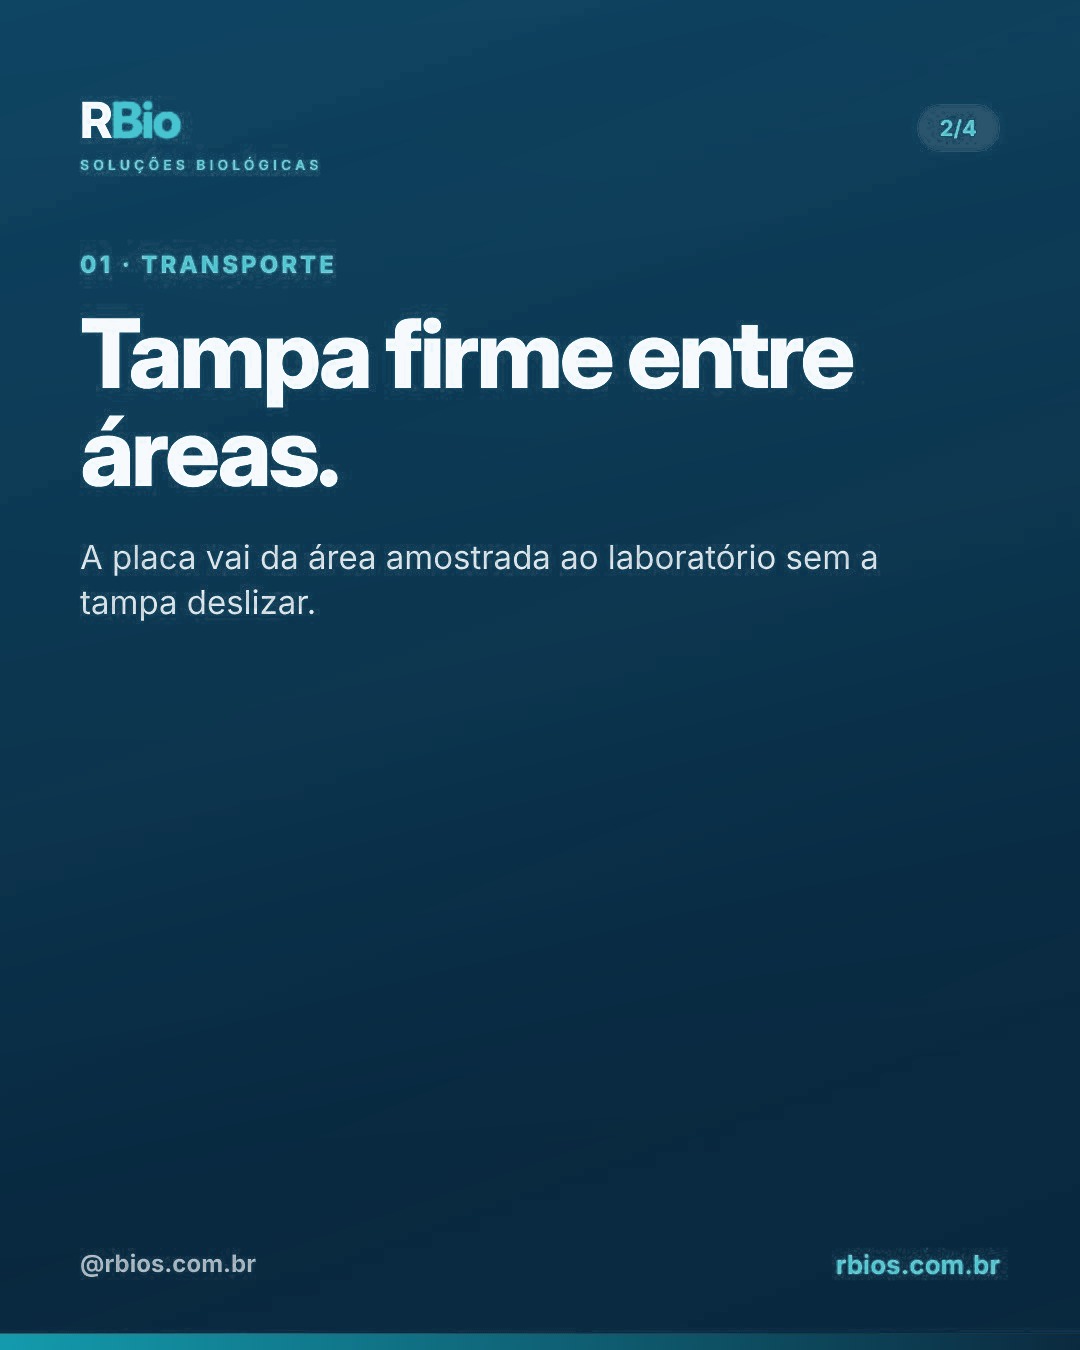 RBio
SOLUÇÕES BIOLÓGICAS
2/4
01 · TRANSPORTE
Tampa firme entre
áreas.
A placa vai da área amostrada ao laboratório sem a
tampa deslizar.
@rbios.com.br
rbios.com.br